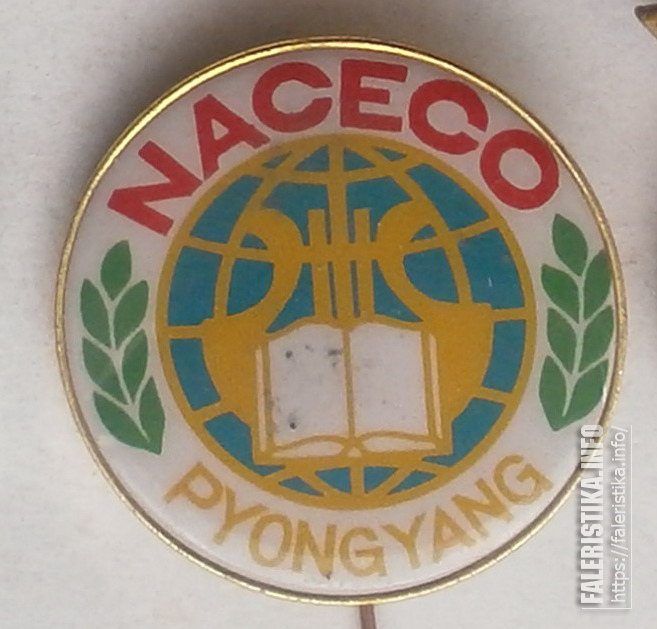 NACECO
PYONGYANG
FALERISTIKA.INFO
https://faleristika.info/